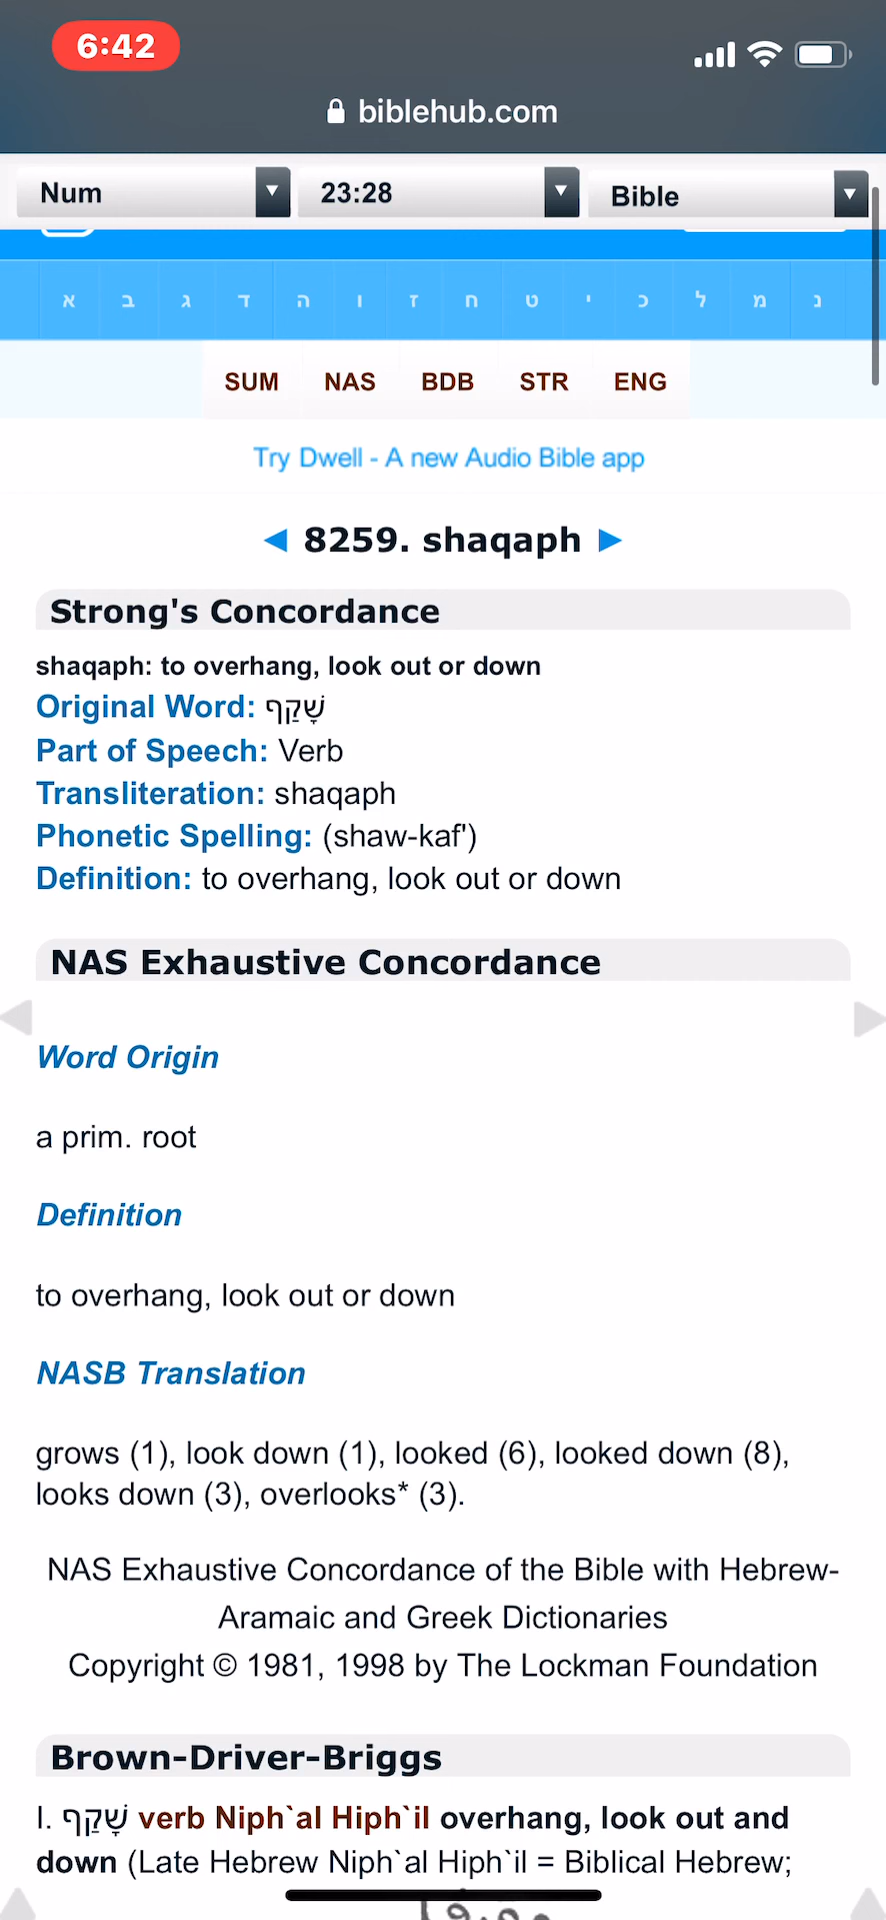 6:42
biblehub.com
Num 23:28 Bible
א ב ג ד ה ו ז ח ט י כ ל מ נ
SUM NAS BDB STR ENG
Try Dwell - A new Audio Bible app
8259. shaqaph
Strong's Concordance
shaqaph: to overhang, look out or down
Original Word: שָׁקַף
Part of Speech: Verb
Transliteration: shaqaph
Phonetic Spelling: (shaw-kaf')
Definition: to overhang, look out or down
NAS Exhaustive Concordance
Word Origin
a prim. root
Definition
to overhang, look out or down
NASB Translation
grows (1), look down (1), looked (6), looked down (8),
looks down (3), overlooks* (3).
NAS Exhaustive Concordance of the Bible with Hebrew-
Aramaic and Greek Dictionaries
Copyright © 1981, 1998 by The Lockman Foundation
Brown-Driver-Briggs
I. שָׁקַף verb Niph`al Hiph`il overhang, look out and
down (Late Hebrew Niph`al Hiph`il = Biblical Hebrew;